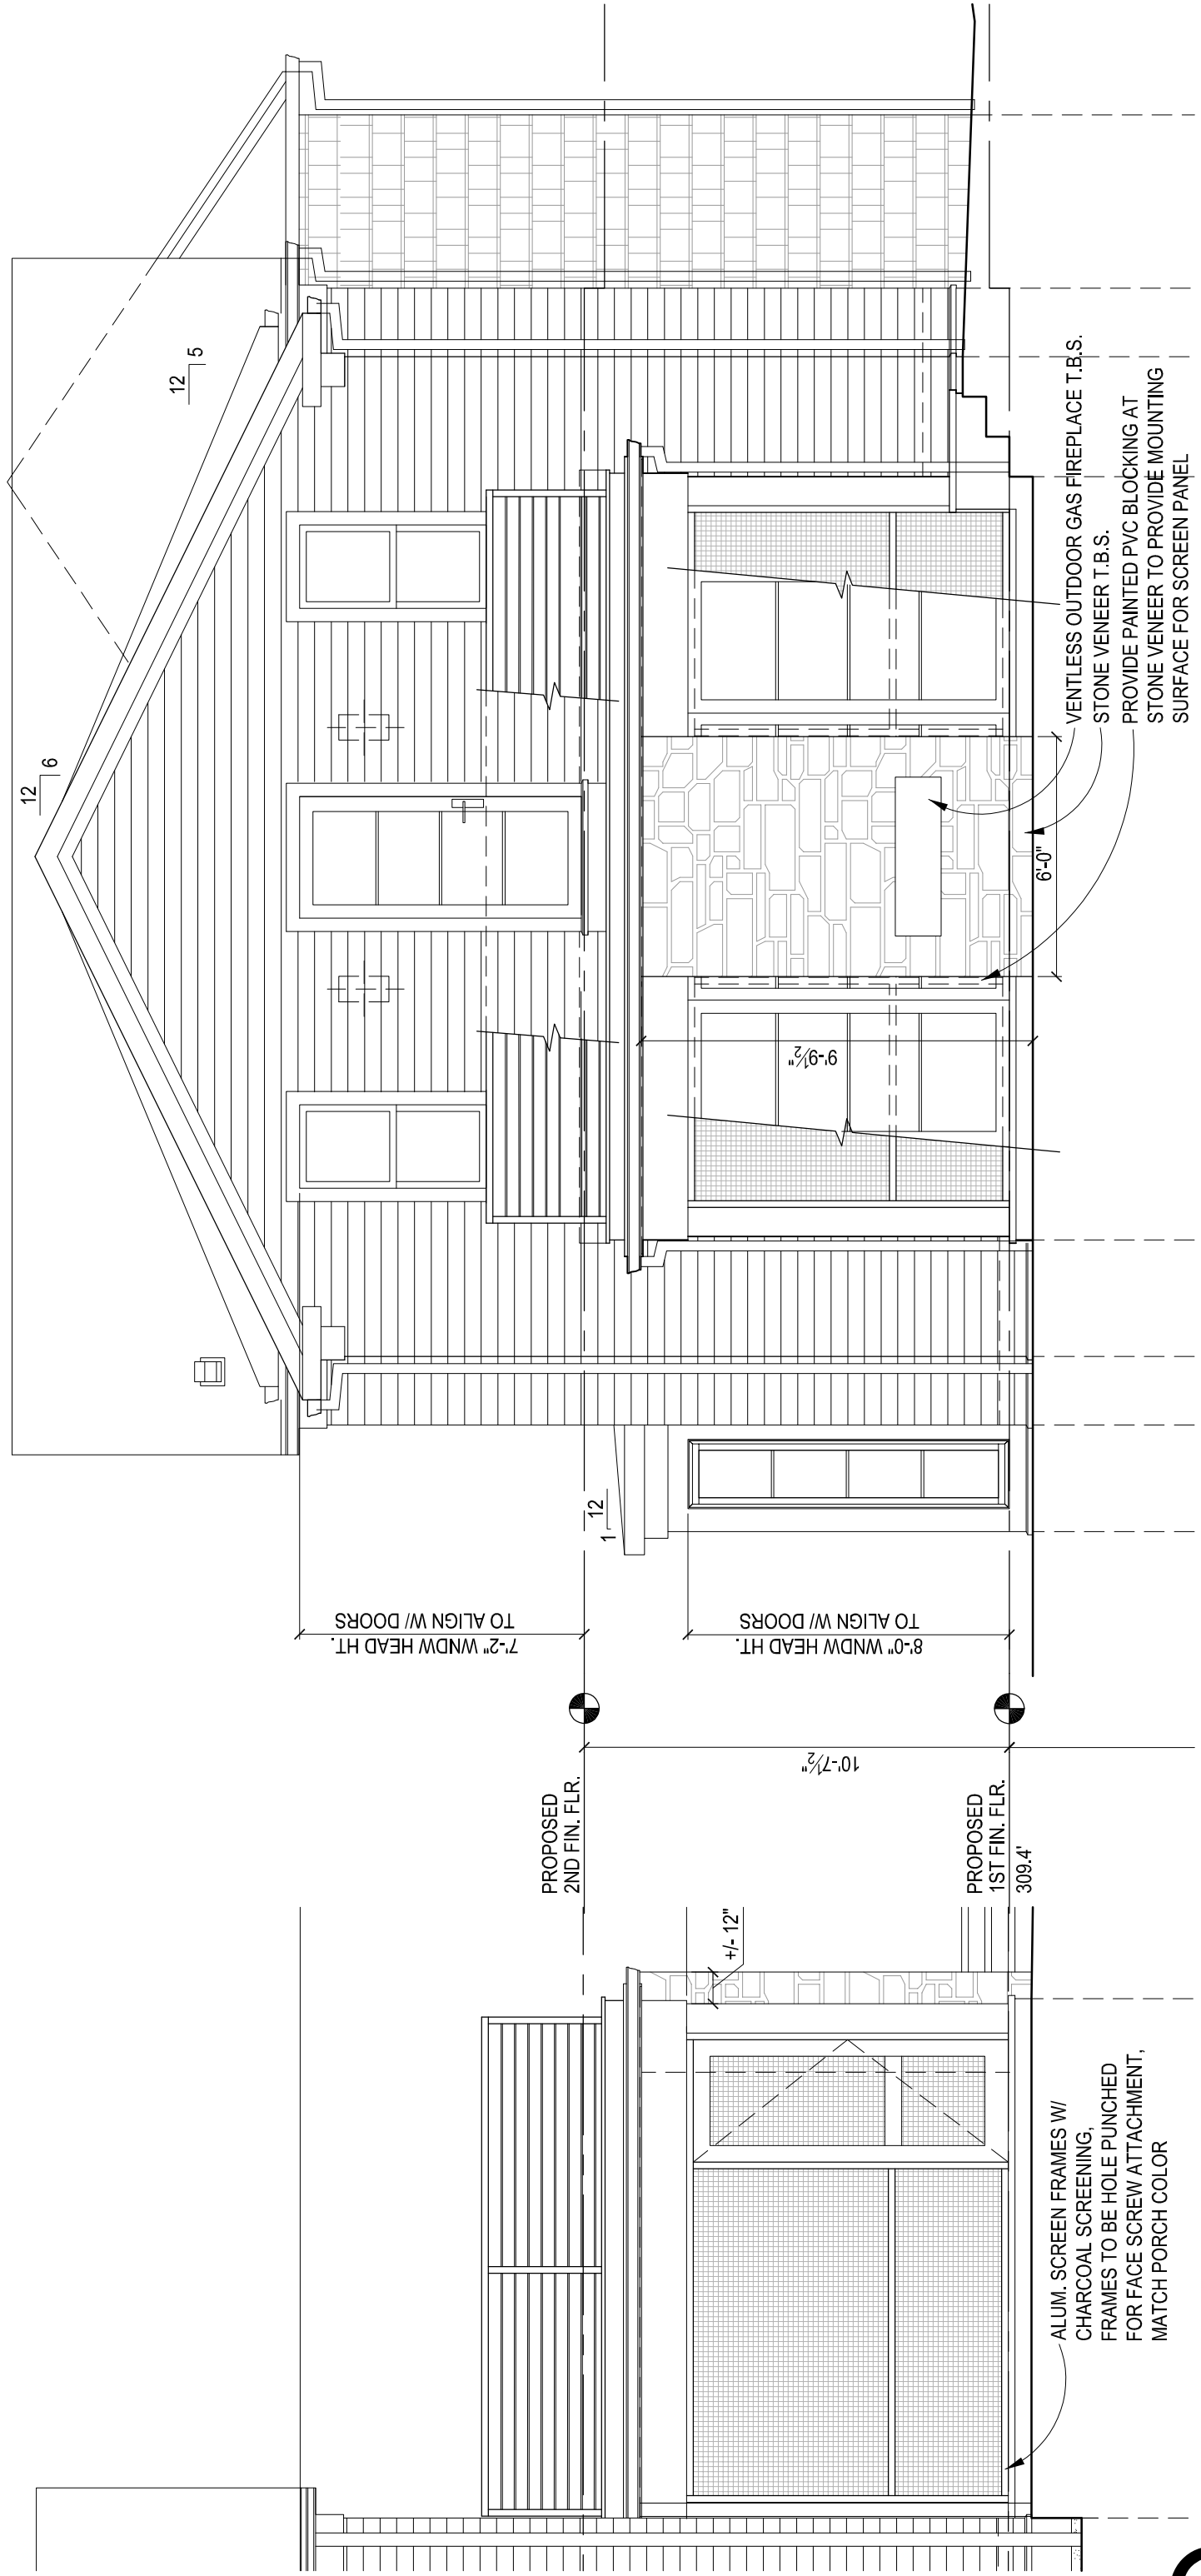 12
6
12
5
12
1
7'-2" WNDW HEAD HT.
TO ALIGN W/ DOORS
8'-0" WNDW HEAD HT.
TO ALIGN W/ DOORS
PROPOSED
2ND FIN. FLR.
10'-7½"
PROPOSED
1ST FIN. FLR.
309.4'
9'-9½"
6'-0"
VENTLESS OUTDOOR GAS FIREPLACE T.B.S.
STONE VENEER T.B.S.
PROVIDE PAINTED PVC BLOCKING AT
STONE VENEER TO PROVIDE MOUNTING
SURFACE FOR SCREEN PANEL
+/- 12"
ALUM. SCREEN FRAMES W/
CHARCOAL SCREENING,
FRAMES TO BE HOLE PUNCHED
FOR FACE SCREW ATTACHMENT,
MATCH PORCH COLOR